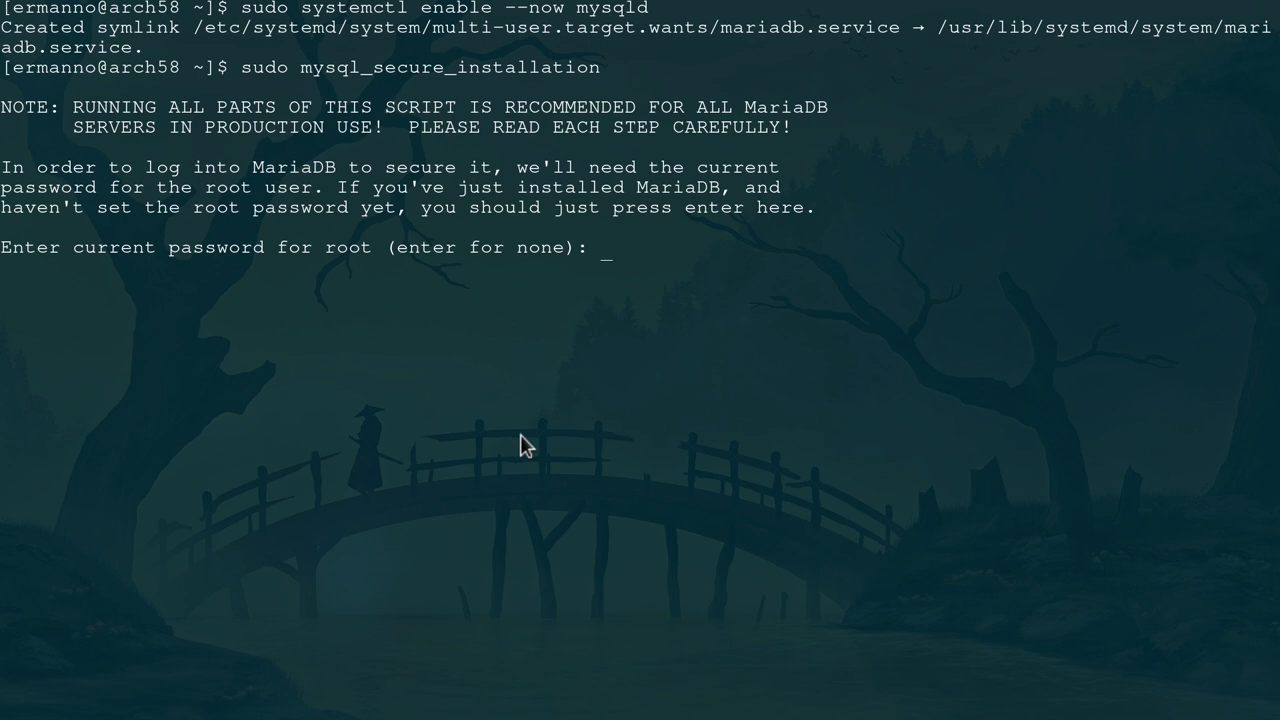 [ermanno@arch58 ~]$ sudo systemctl enable --now mysqld
Created symlink /etc/systemd/system/multi-user.target.wants/mariadb.service → /usr/lib/systemd/system/mari
adb.service.
[ermanno@arch58 ~]$ sudo mysql_secure_installation
NOTE: RUNNING ALL PARTS OF THIS SCRIPT IS RECOMMENDED FOR ALL MariaDB
SERVERS IN PRODUCTION USE!  PLEASE READ EACH STEP CAREFULLY!
In order to log into MariaDB to secure it, we'll need the current
password for the root user. If you've just installed MariaDB, and
haven't set the root password yet, you should just press enter here.
Enter current password for root (enter for none): _